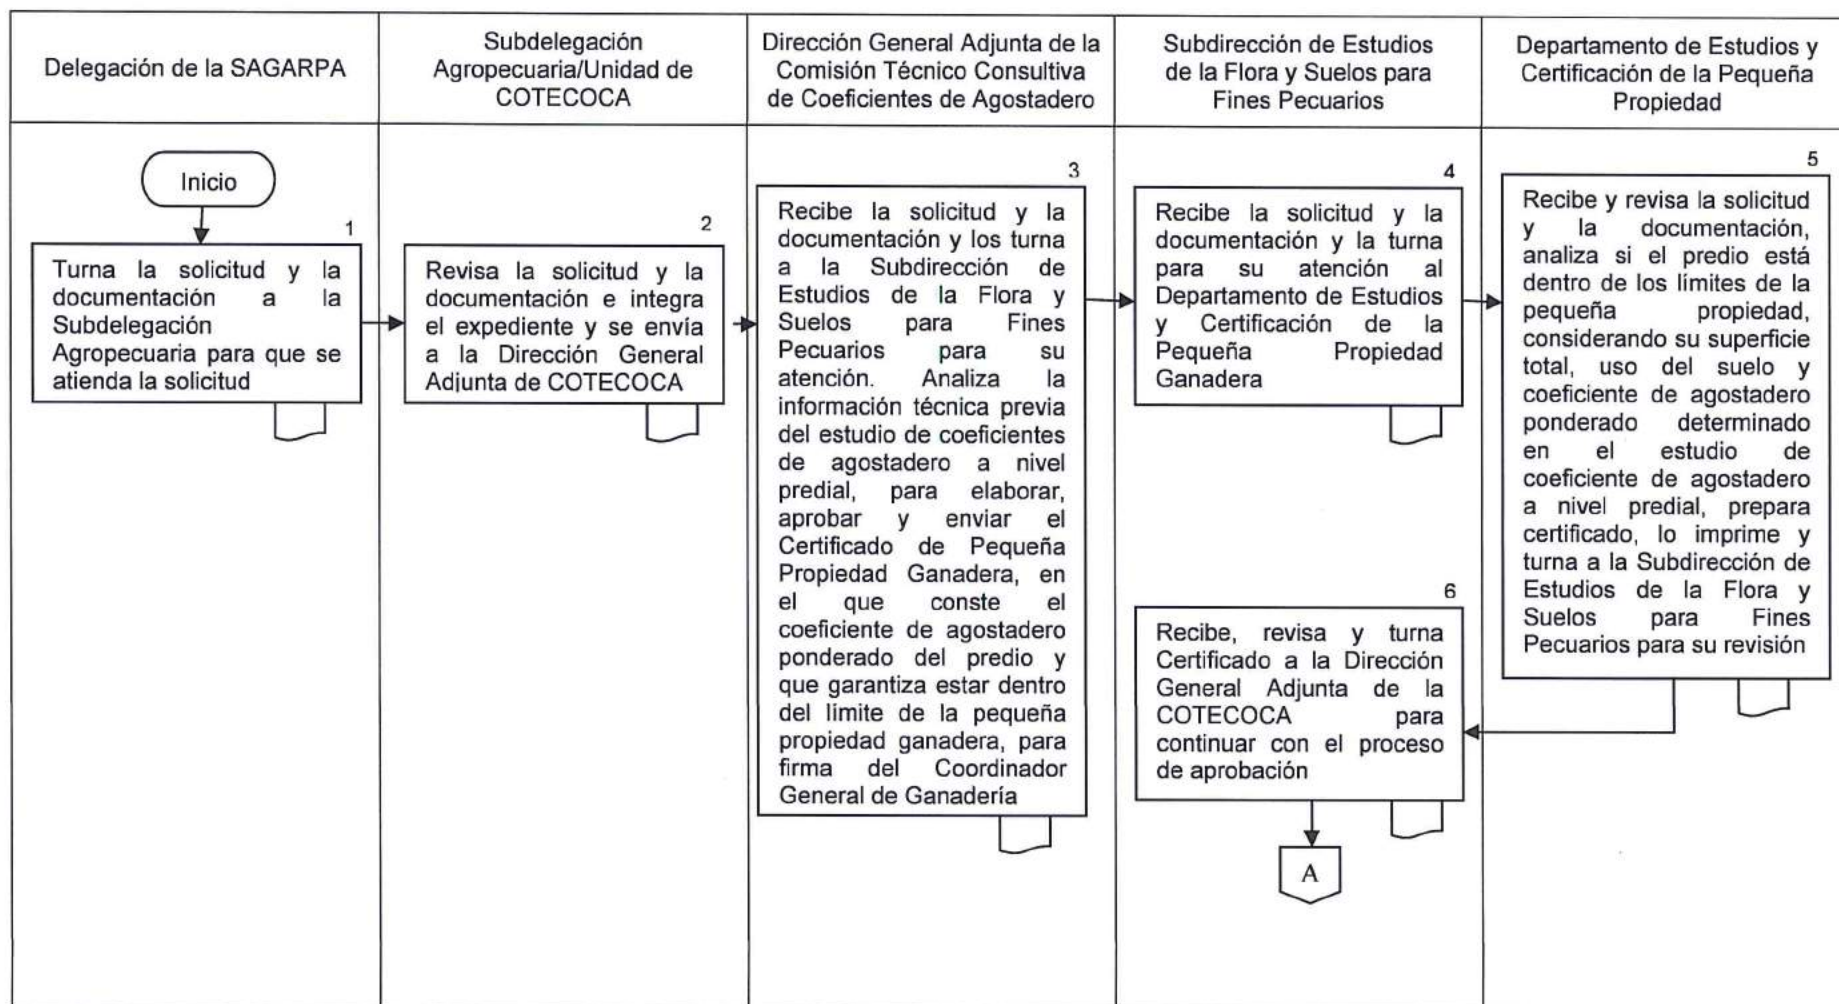 Delegación de la SAGARPA
Subdelegación
Agropecuaria/Unidad de
COTECOCA
Dirección General Adjunta de la
Comisión Técnico Consultiva
de Coeficientes de Agostadero
Subdirección de Estudios
de la Flora y Suelos para
Fines Pecuarios
Departamento de Estudios y
Certificación de la Pequeña
Propiedad
Inicio
1
Turna la solicitud y la
documentación a la
Subdelegación
Agropecuaria para que se
atienda la solicitud
2
Revisa la solicitud y la
documentación e integra
el expediente y se envía
a la Dirección General
Adjunta de COTECOCA
3
Recibe la solicitud y la
documentación y los turna
a la Subdirección de
Estudios de la Flora y
Suelos para Fines
Pecuarios para su
atención. Analiza la
información técnica previa
del estudio de coeficientes
de agostadero a nivel
predial, para elaborar,
aprobar y enviar el
Certificado de Pequeña
Propiedad Ganadera, en
el que conste el
coeficiente de agostadero
ponderado del predio y
que garantiza estar dentro
del límite de la pequeña
propiedad ganadera, para
firma del Coordinador
General de Ganadería
4
Recibe la solicitud y la
documentación y la turna
para su atención al
Departamento de Estudios
y Certificación de la
Pequeña Propiedad
Ganadera
5
Recibe y revisa la solicitud
y la documentación,
analiza si el predio está
dentro de los límites de la
pequeña propiedad,
considerando su superficie
total, uso del suelo y
coeficiente de agostadero
ponderado determinado
en el estudio de
coeficiente de agostadero
a nivel predial, prepara
certificado, lo imprime y
turna a la Subdirección de
Estudios de la Flora y
Suelos para Fines
Pecuarios para su revisión
6
Recibe, revisa y turna
Certificado a la Dirección
General Adjunta de la
COTECOCA para
continuar con el proceso
de aprobación
A